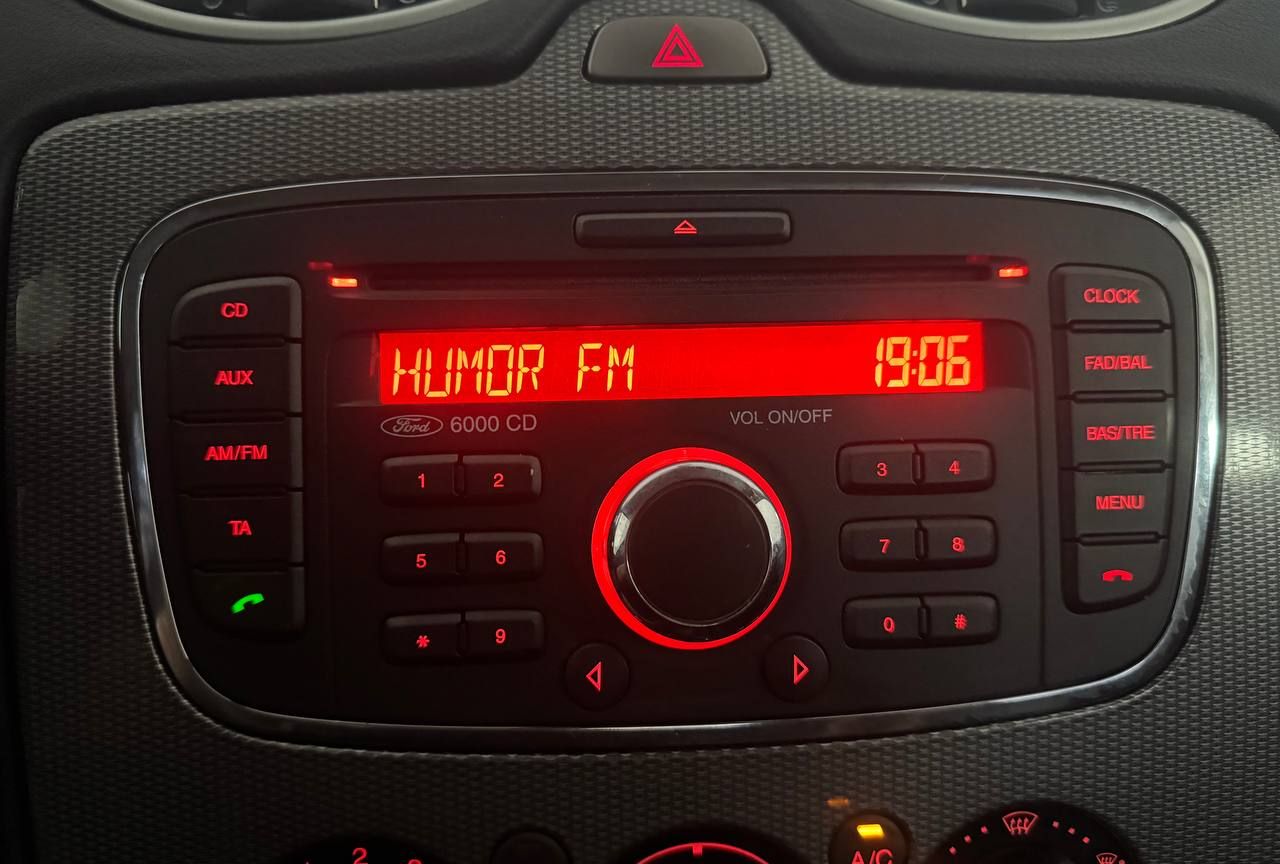 CD
AUX
AM/FM
TA
HUMOR FM 19:06
Ford 6000 CD
VOL ON/OFF
1 2
3 4
5 6
7 8
* 9
0 #
CLOCK
FAD/BAL
BAS/TRE
MENU
2
A/C